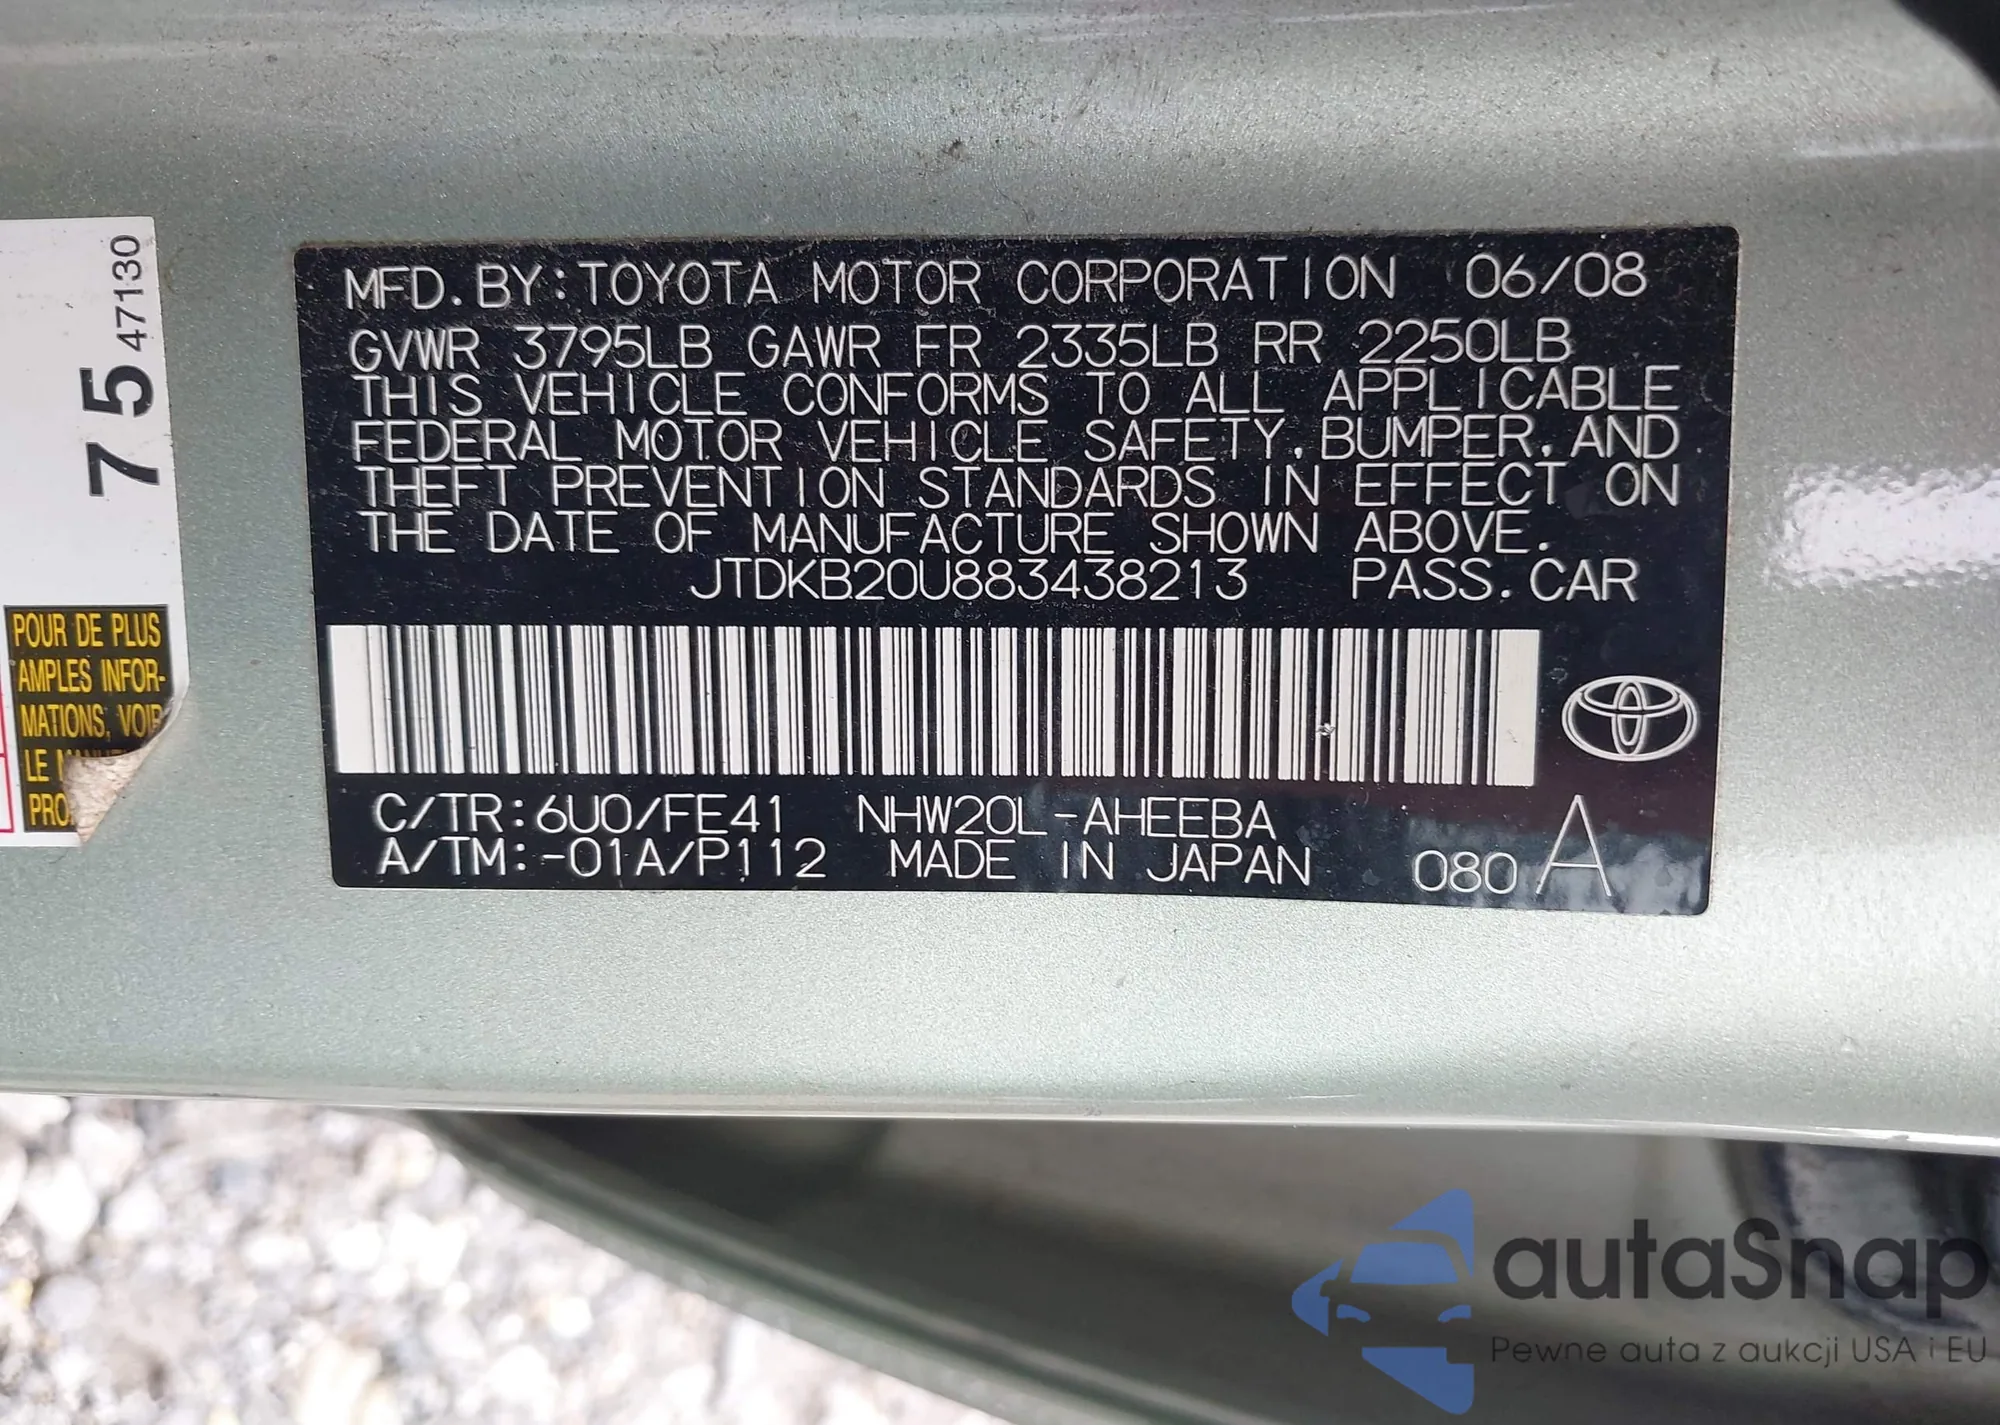 75 47130
POUR DE PLUS
AMPLES INFOR-
MATIONS, VOIR
LE
PRO
MFD. BY: TOYOTA MOTOR CORPORATION 06/08
GVWR 3795LB GAWR FR 2335LB RR 2250LB
THIS VEHICLE CONFORMS TO ALL APPLICABLE
FEDERAL MOTOR VEHICLE SAFETY, BUMPER, AND
THEFT PREVENTION STANDARDS IN EFFECT ON
THE DATE OF MANUFACTURE SHOWN ABOVE.
JTDKB20U883438213 PASS. CAR
C/TR: 6U0/FE41 NHW20L-AHEEBA
A/TM: -01A/P112 MADE IN JAPAN 080 A
autaSnap
Pewne auta z aukcji USA i EU